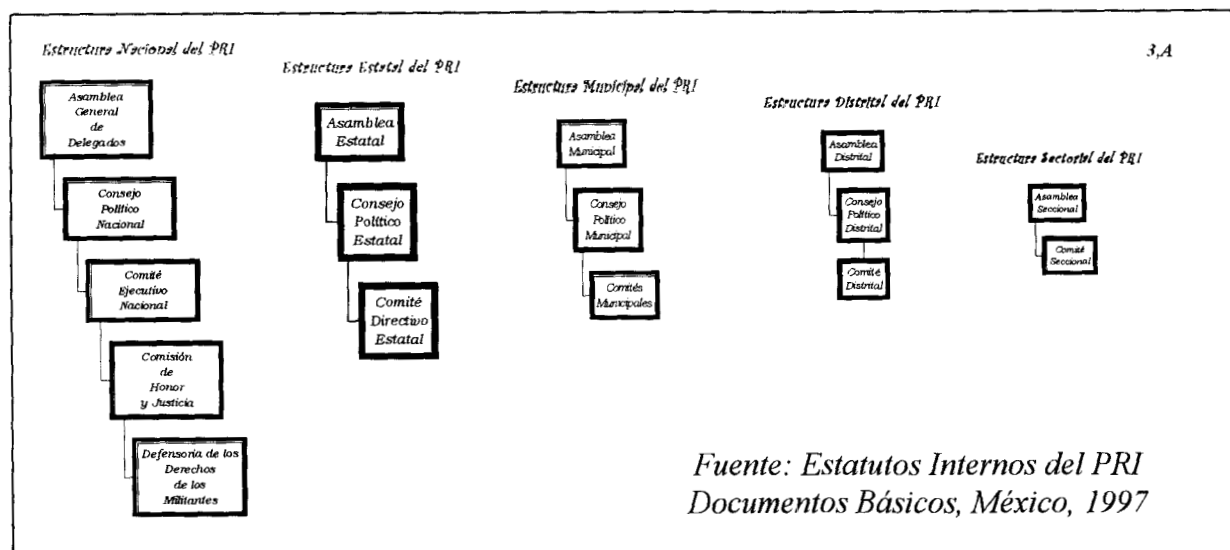 Estructura Nacional del PRI
Asamblea
General
de
Delegados
Consejo
Político
Nacional
Comité
Ejecutivo
Nacional
Comisión
de
Honor
y Justicia
Defensoria de los
Derechos
de los
Militantes
Estructura Estatal del PRI
Asamblea
Estatal
Consejo
Político
Estatal
Comité
Directivo
Estatal
Estructura Municipal del PRI
Asamblea
Municipal
Consejo
Político
Municipal
Comités
Municipales
Estructura Distrital del PRI
Asamblea
Distrital
Consejo
Político
Distrital
Comité
Distrital
3,A
Estructura Sectorial del PRI
Asamblea
Seccional
Comité
Seccional
Fuente: Estatutos Internos del PRI
Documentos Básicos, México, 1997